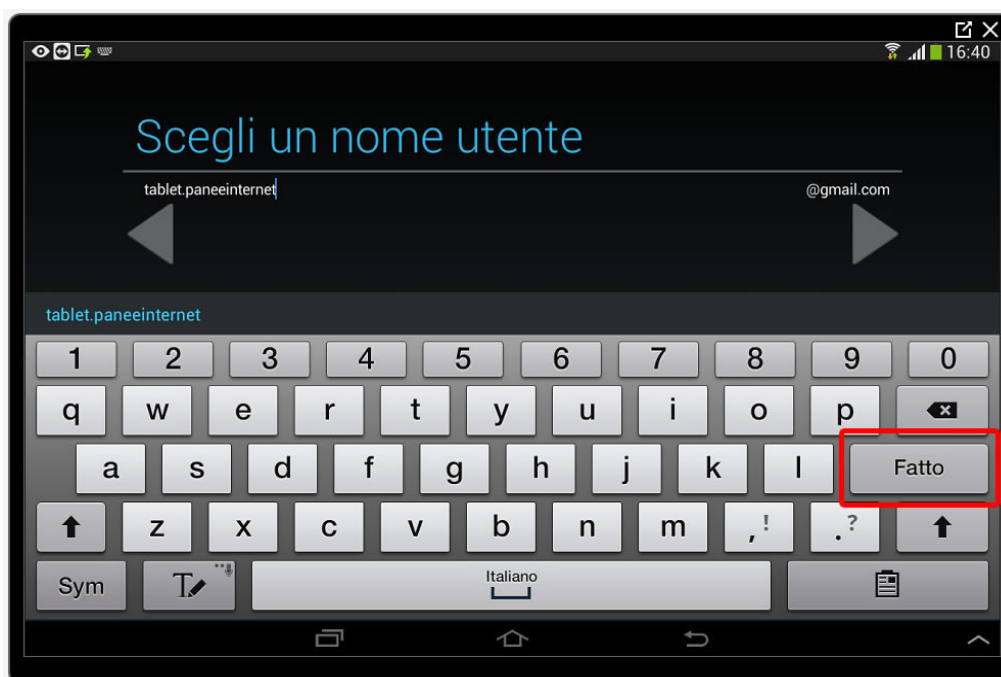 16:40
Scegli un nome utente
tablet.paneeinternet @gmail.com
tablet.paneeinternet
1 2 3 4 5 6 7 8 9 0
q w e r t y u i o p
a s d f g h j k l Fatto
z x c v b n m , ! . ?
Sym T Italiano